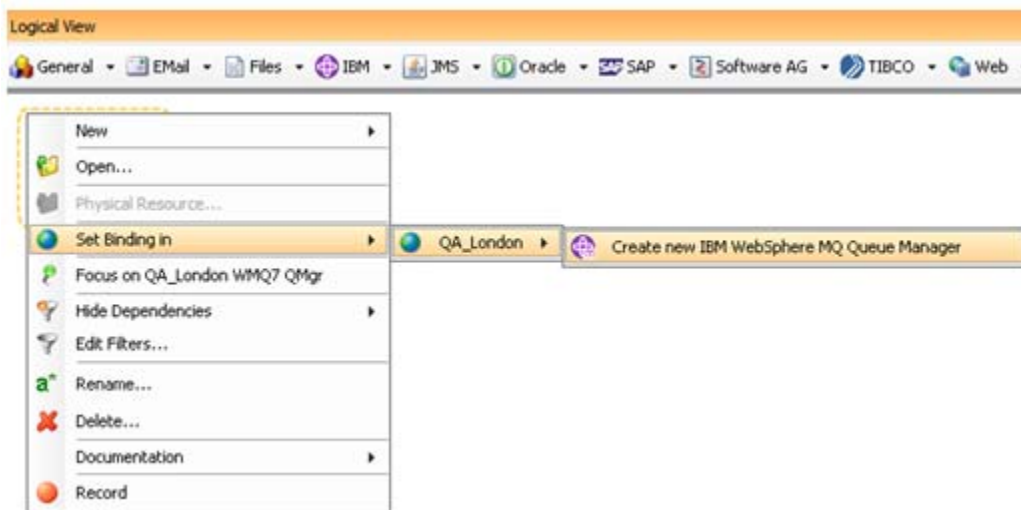 Logical View
General EMail Files IBM JMS Oracle SAP Software AG TIBCO Web
New
Open...
Physical Resource...
Set Binding in QA_London Create new IBM WebSphere MQ Queue Manager
Focus on QA_London WMQ7 QMgr
Hide Dependencies
Edit Filters...
Rename...
Delete...
Documentation
Record